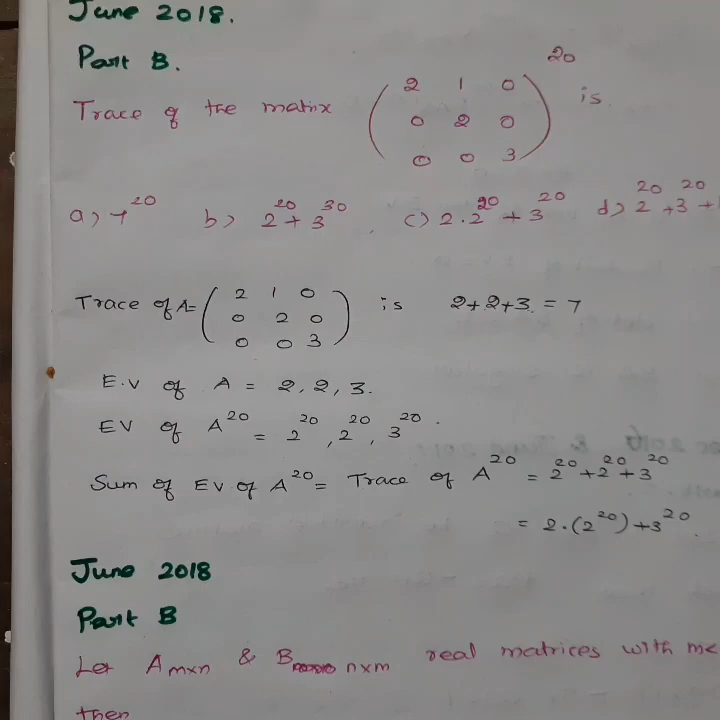 June 2018.
Part B.
Trace of the matrix (2 1 0 / 0 2 0 / 0 0 3)^20 is.
a) 7^20 b) 2^20 + 3^30 . c) 2.2^20 + 3^20 d) 2^20 + 3^20 +
Trace of A = (2 1 0 / 0 2 0 / 0 0 3) is 2+2+3. = 7
E.V of A = 2, 2, 3.
EV of A^20 = 2^20, 2^20, 3^20.
Sum of EV of A^20 = Trace of A^20 = 2^20 + 2^20 + 3^20
= 2.(2^20) + 3^20.
June 2018
Part B
Let A m×n & B n×m real matrices with m<
then